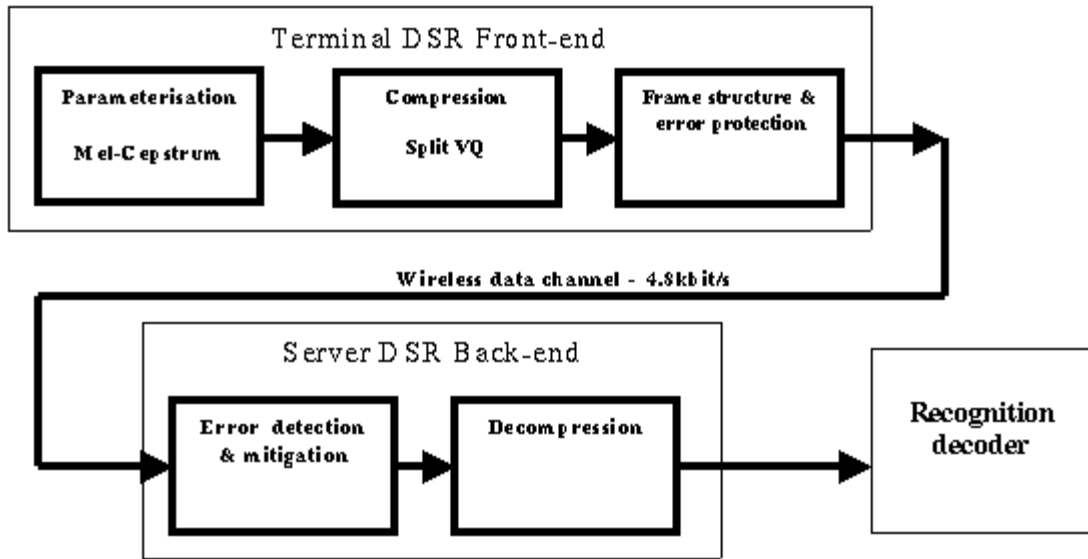 Terminal DSR Front-end
Parameterisation
Mel-Cepstrum
Compression
Split VQ
Frame structure &
error protection
Wireless data channel - 4.8kbit/s
Server DSR Back-end
Error detection
& mitigation
Decompression
Recognition
decoder